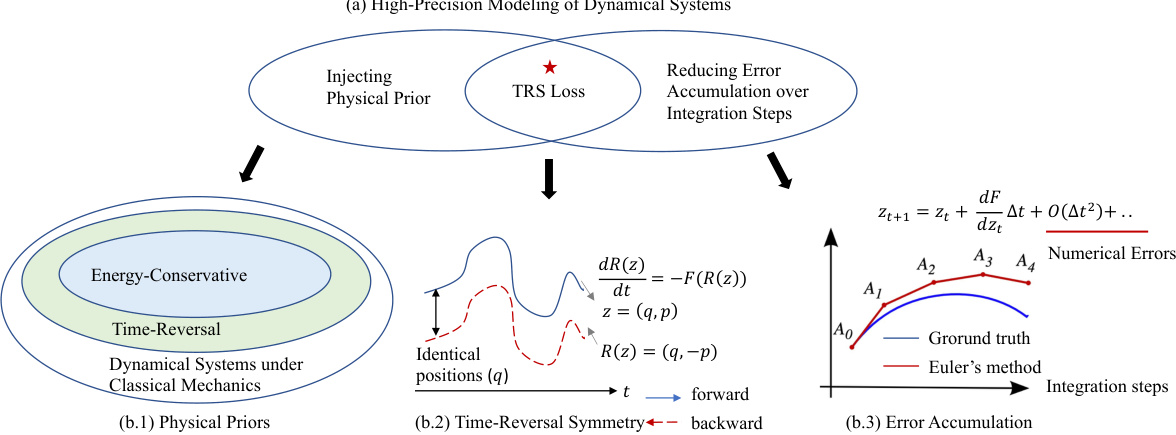 (a) High-Precision Modeling of Dynamical Systems
Injecting
Physical Prior
TRS Loss
Reducing Error
Accumulation over
Integration Steps
Energy-Conservative
Time-Reversal
Dynamical Systems under
Classical Mechanics
(b.1) Physical Priors
dR(z)/dt = −F(R(z))
z = (q, p)
R(z) = (q, −p)
Identical
positions (q)
t
forward
backward
(b.2) Time-Reversal Symmetry
z_{t+1} = z_t + dF/dz_t Δt + O(Δt²)+ ..
Numerical Errors
A_0
A_1
A_2
A_3
A_4
Grorund truth
Euler's method
Integration steps
(b.3) Error Accumulation